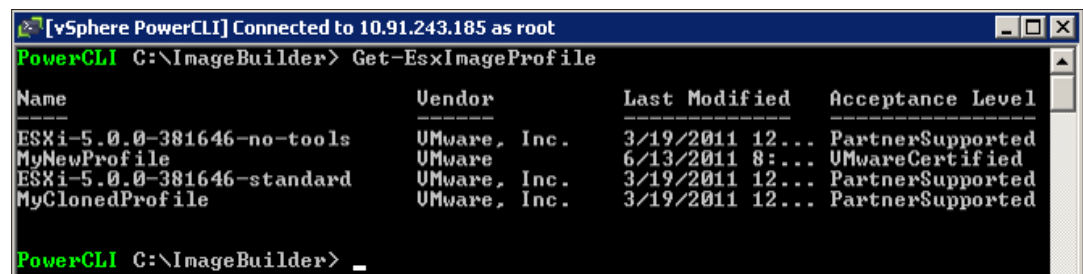 [vSphere PowerCLI] Connected to 10.91.243.185 as root
PowerCLI C:\ImageBuilder> Get-EsxImageProfile
Name Vendor Last Modified Acceptance Level
---- ------ ------------- ----------------
ESXi-5.0.0-381646-no-tools VMware, Inc. 3/19/2011 12... PartnerSupported
MyNewProfile VMware 6/13/2011 8:... VMwareCertified
ESXi-5.0.0-381646-standard VMware, Inc. 3/19/2011 12... PartnerSupported
MyClonedProfile VMware, Inc. 3/19/2011 12... PartnerSupported
PowerCLI C:\ImageBuilder> _